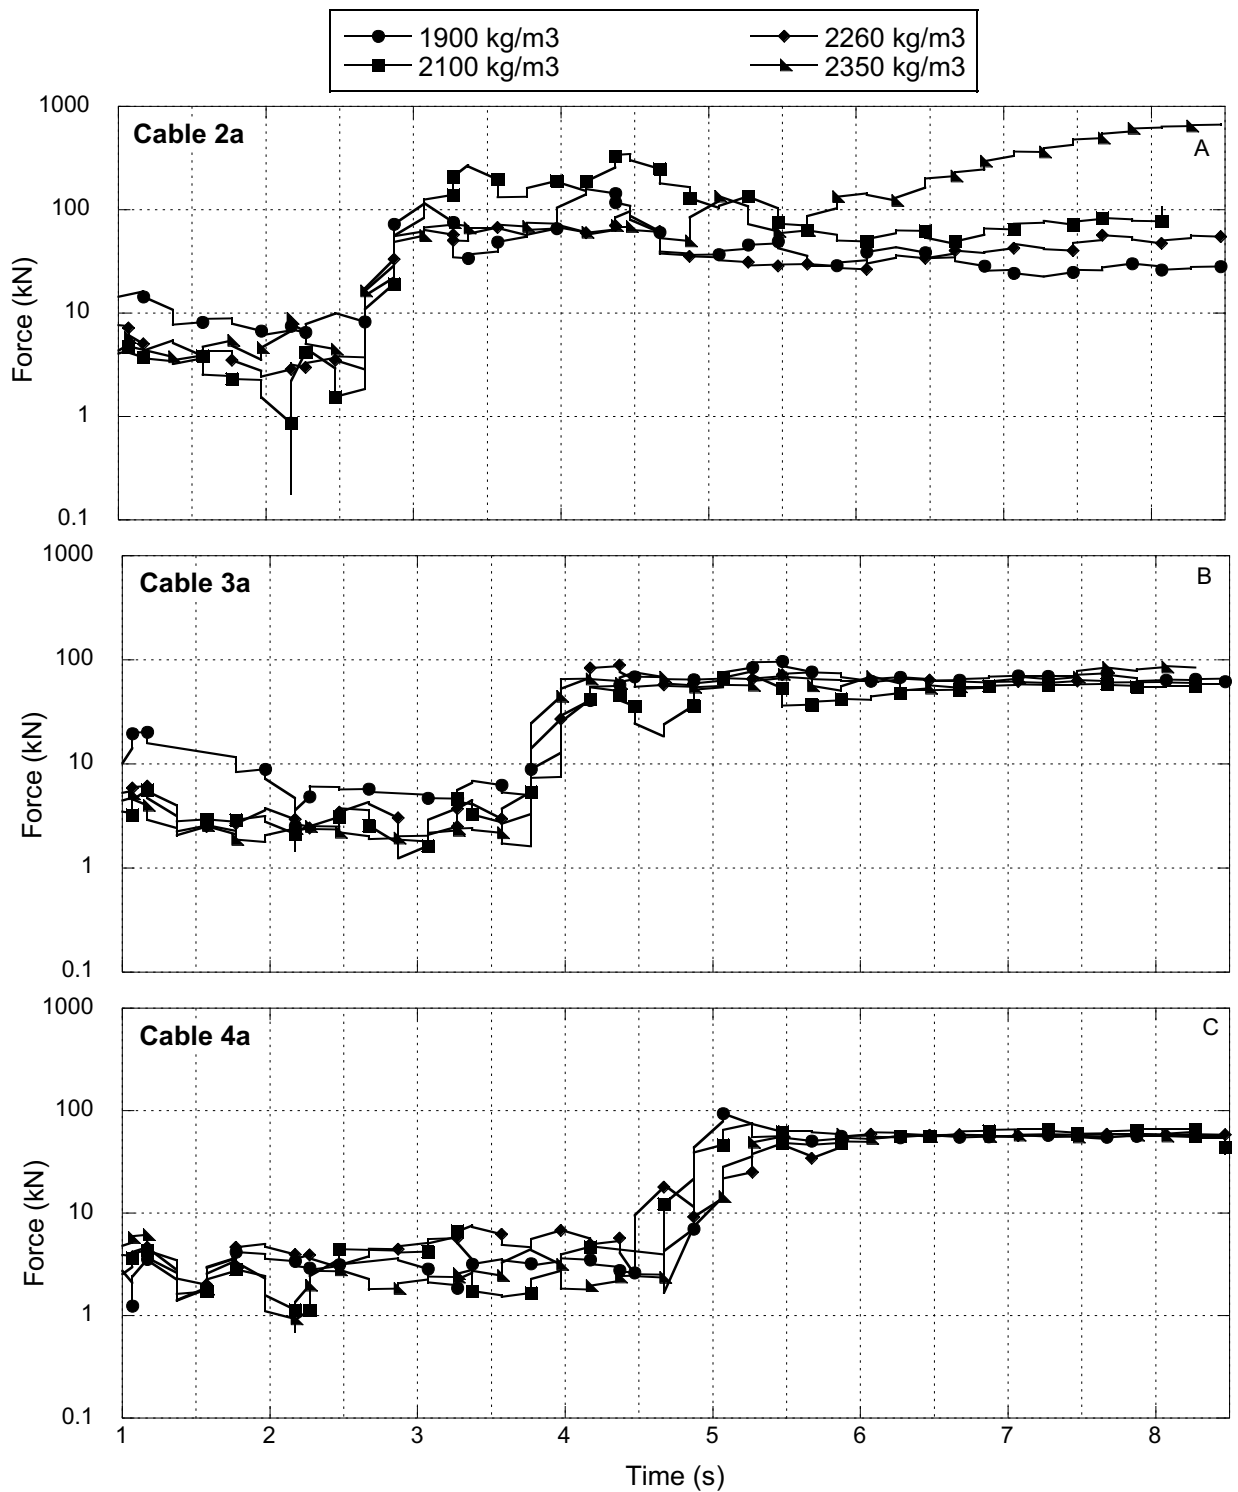 1900 kg/m3
2260 kg/m3
2100 kg/m3
2350 kg/m3
1000
Cable 2a
A
100
10
1
0.1
Force (kN)
1000
Cable 3a
B
100
10
1
0.1
Force (kN)
1000
Cable 4a
C
100
10
1
0.1
Force (kN)
1 2 3 4 5 6 7 8
Time (s)